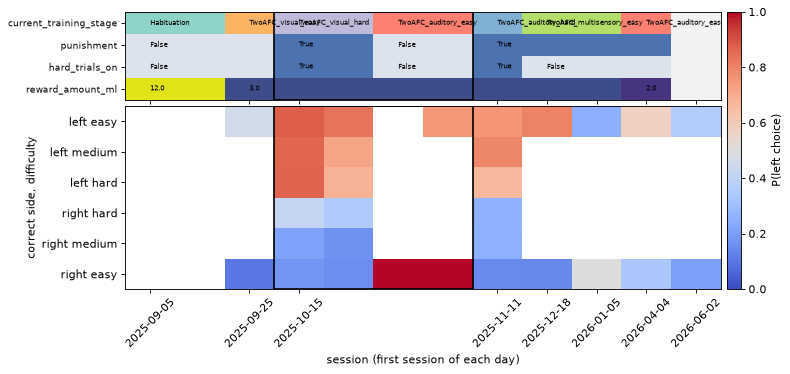 current_training_stage
Habituation
TwoAFC_visual_easy
TwoAFC_visual_hard
TwoAFC_auditory_easy
TwoAFC_multisensory_easy
TwoAFC_auditory_eas
punishment
False
True
False
True
hard_trials_on
False
True
False
True
False
reward_amount_ml
12.0
3.0
2.0
left easy
left medium
left hard
right hard
right medium
right easy
correct side, difficulty
2025-09-05
2025-09-25
2025-10-15
2025-11-11
2025-12-18
2026-01-05
2026-04-04
2026-06-02
session (first session of each day)
1.0
0.8
0.6
0.4
0.2
0.0
P(left choice)